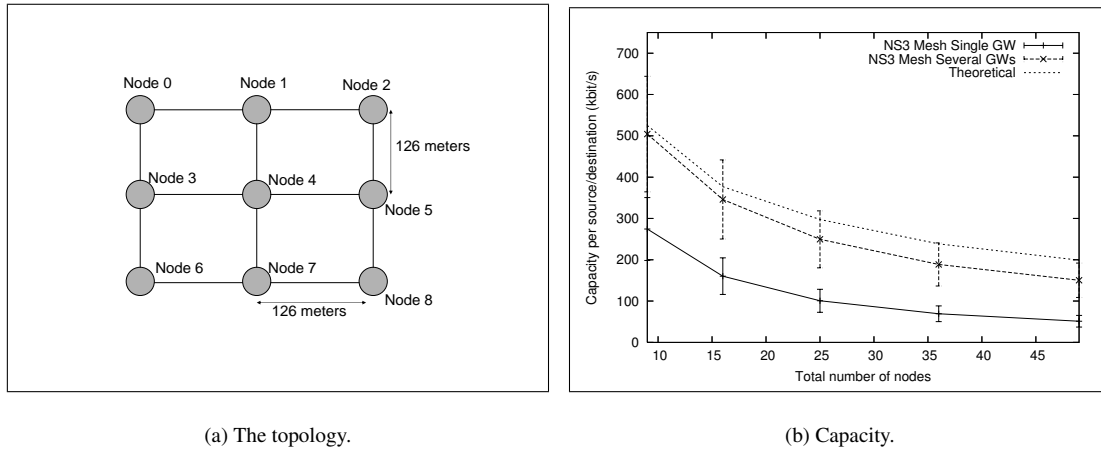 Node 0
Node 1
Node 2
126 meters
Node 3
Node 4
Node 5
Node 6
Node 7
Node 8
126 meters
(a) The topology.
NS3 Mesh Single GW
NS3 Mesh Several GWs
Theoretical
Capacity per source/destination (kbit/s)
700
600
500
400
300
200
100
0
10 15 20 25 30 35 40 45
Total number of nodes
(b) Capacity.